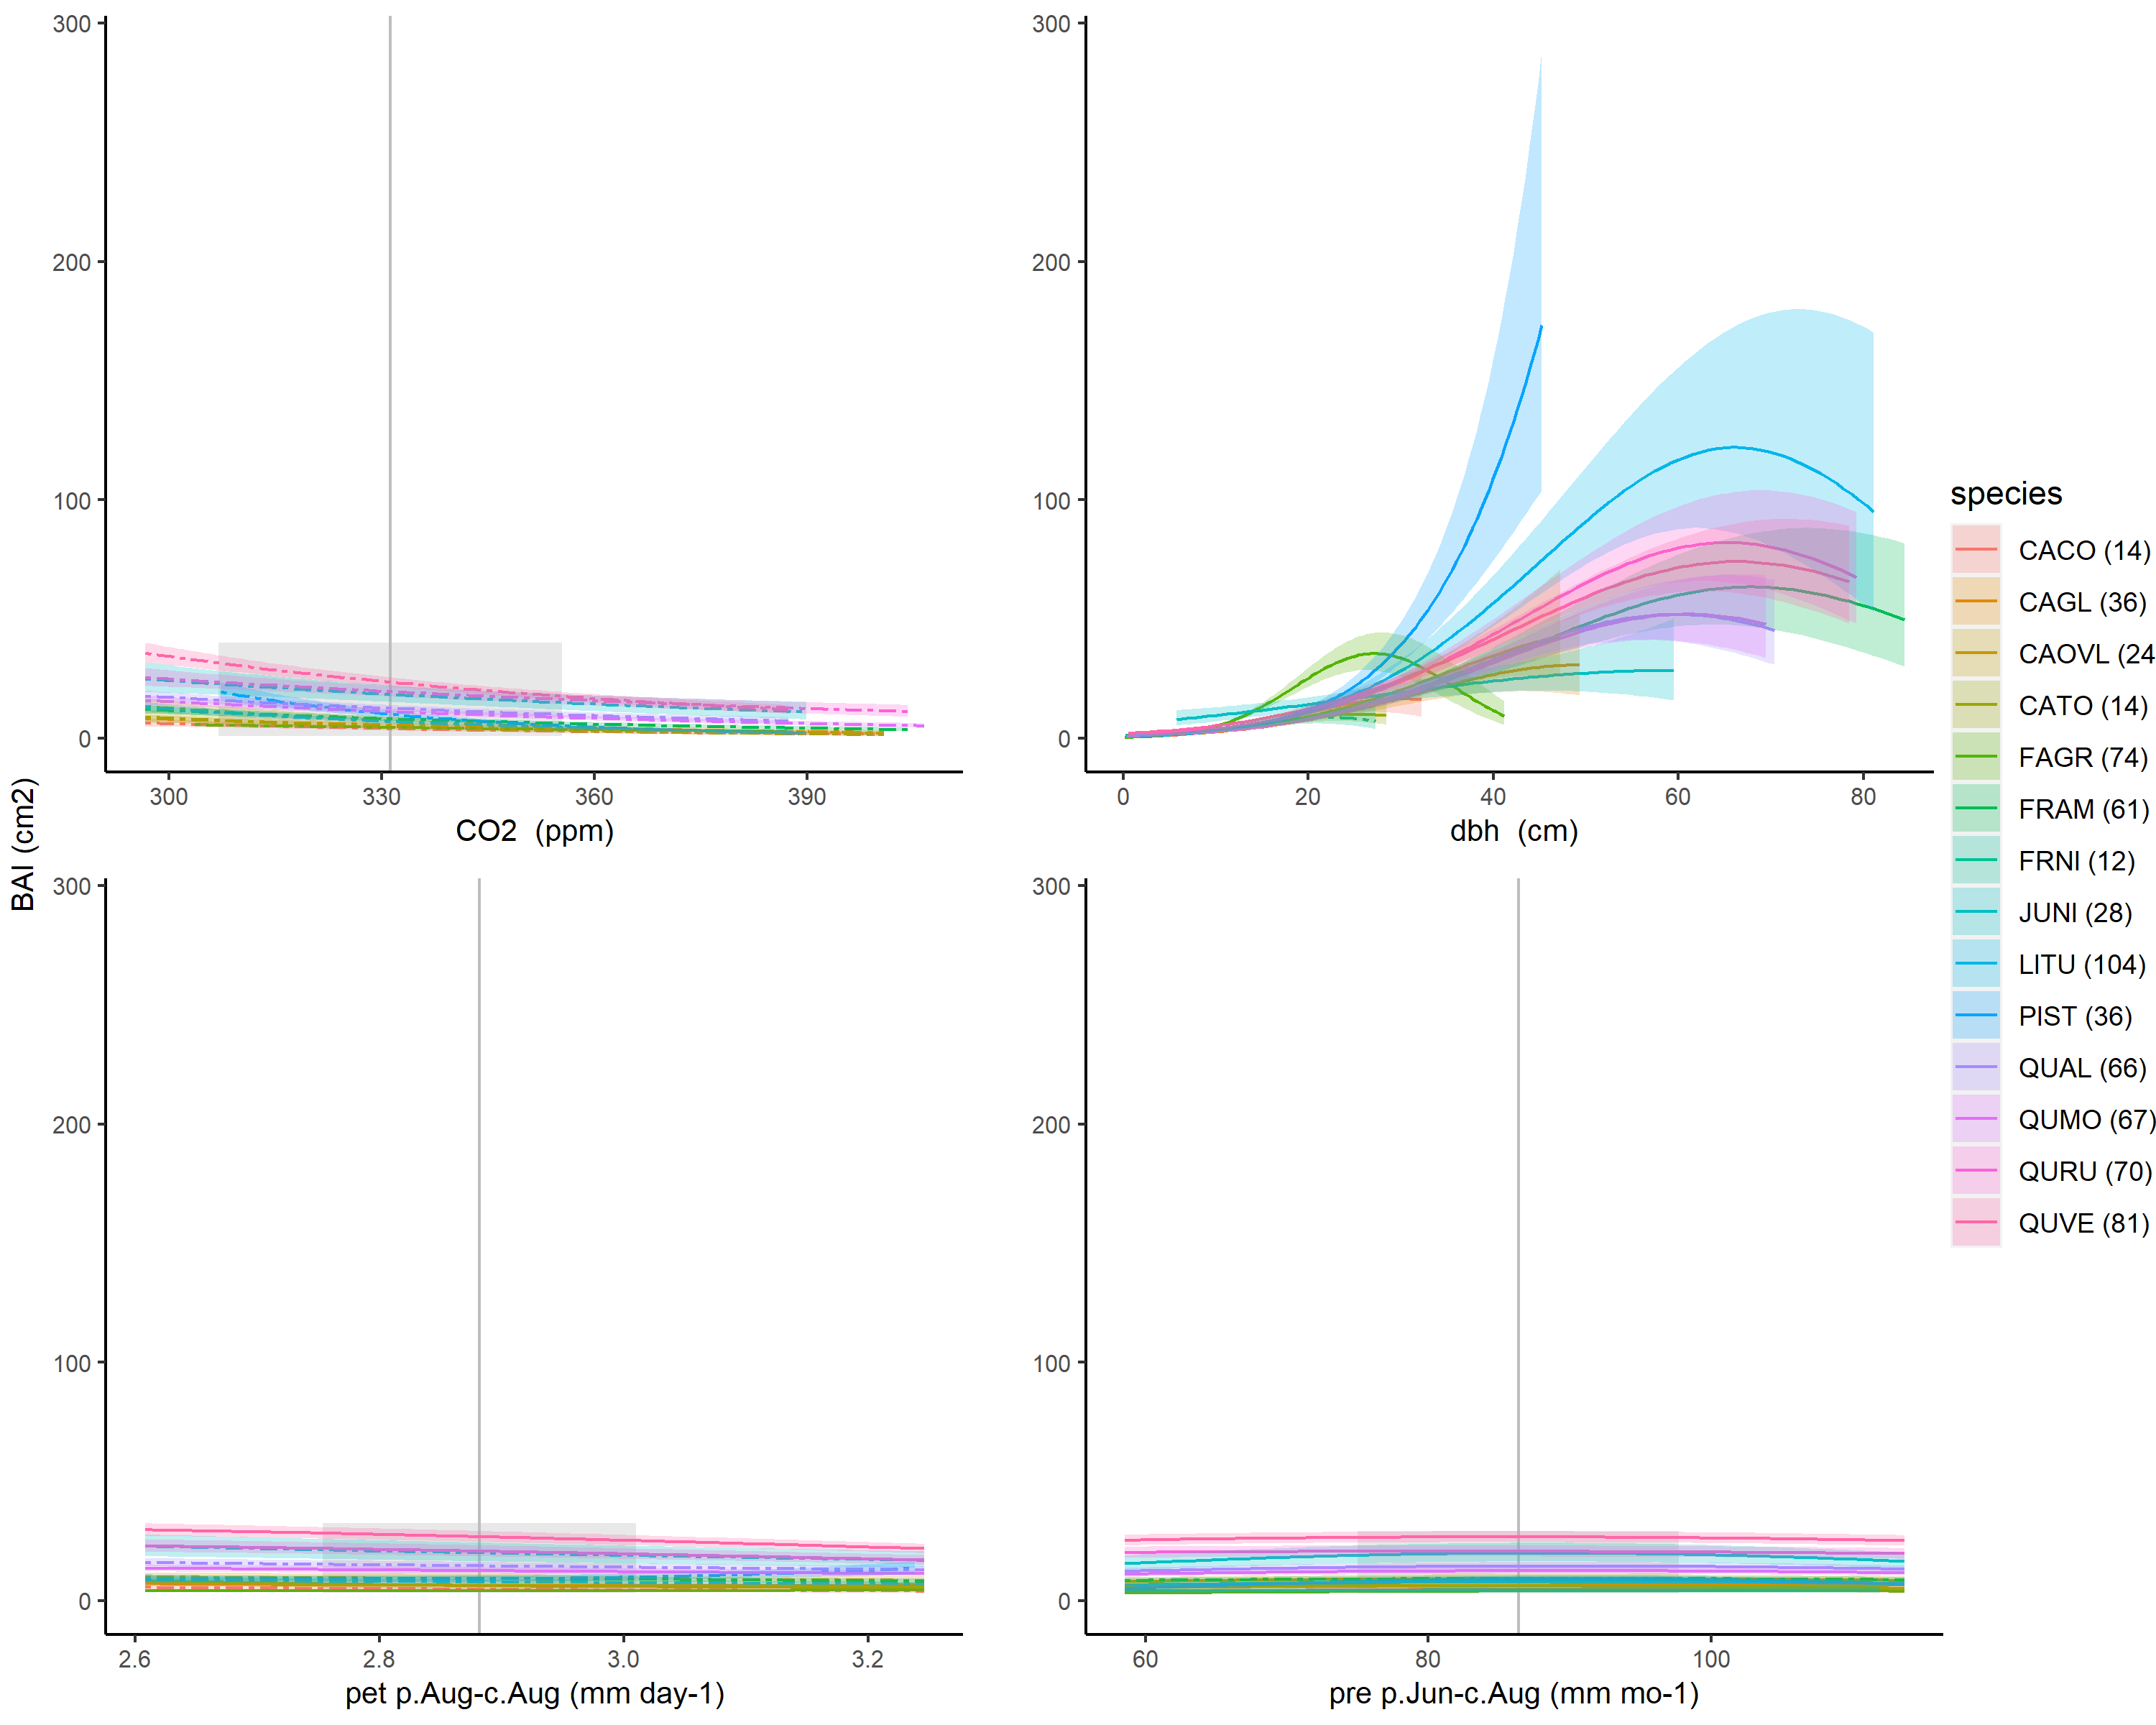 300
200
100
0
300
330
360
390
CO2  (ppm)
300
200
100
0
0
20
40
60
80
dbh  (cm)
BAI (cm2)
300
200
100
0
2.6
2.8
3.0
3.2
pet p.Aug-c.Aug (mm day-1)
300
200
100
0
60
80
100
pre p.Jun-c.Aug (mm mo-1)
species
CACO (14)
CAGL (36)
CAOVL (24
CATO (14)
FAGR (74)
FRAM (61)
FRNI (12)
JUNI (28)
LITU (104)
PIST (36)
QUAL (66)
QUMO (67)
QURU (70)
QUVE (81)